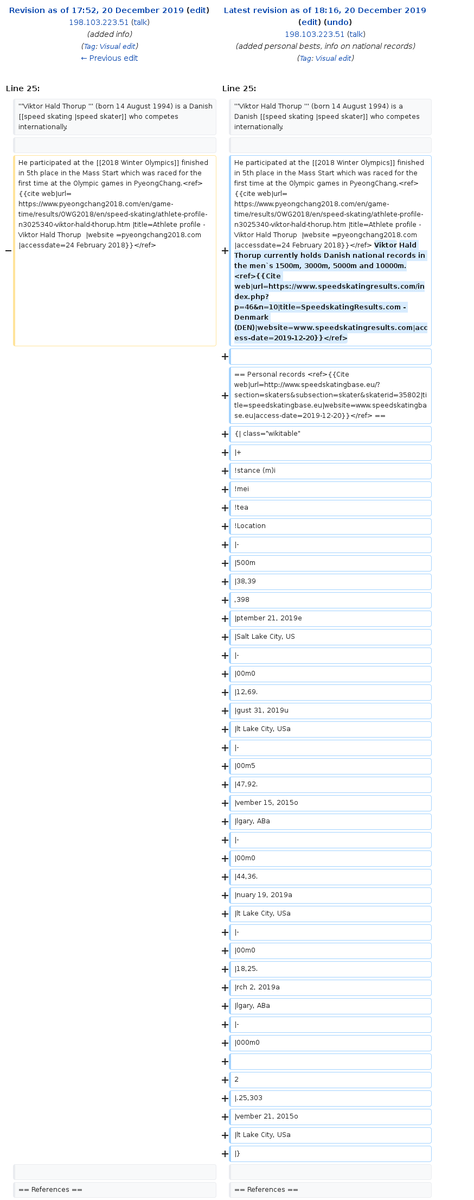 Revision as of 17:52, 20 December 2019 (edit)
198.103.223.51 (talk)
(added info)
(Tag: Visual edit)
← Previous edit
Latest revision as of 18:16, 20 December 2019
(edit) (undo)
198.103.223.51 (talk)
(added personal bests, info on national records)
(Tag: Visual edit)
Line 25:
Line 25:
'''Viktor Hald Thorup ''' (born 14 August 1994) is a Danish
[[speed skating |speed skater]] who competes
internationally.
'''Viktor Hald Thorup ''' (born 14 August 1994) is a
Danish [[speed skating |speed skater]] who competes
internationally.
He participated at the [[2018 Winter Olympics]] finished
in 5th place in the Mass Start which was raced for the
first time at the Olympic games in PyeongChang.<ref>
{{cite web|url=
https://www.pyeongchang2018.com/en/game-
time/results/OWG2018/en/speed-skating/athlete-profile-
n3025340-viktor-hald-thorup.htm |title=Athlete profile -
Viktor Hald Thorup |website =pyeongchang2018.com
|accessdate=24 February 2018}}</ref>
He participated at the [[2018 Winter Olympics]] finished
in 5th place in the Mass Start which was raced for the
first time at the Olympic games in PyeongChang.<ref>
{{cite web|url=
https://www.pyeongchang2018.com/en/game-
time/results/OWG2018/en/speed-skating/athlete-profile-
n3025340-viktor-hald-thorup.htm |title=Athlete profile -
Viktor Hald Thorup |website =pyeongchang2018.com
|accessdate=24 February 2018}}</ref> Viktor Hald
Thorup currently holds Danish national records in
the men´s 1500m, 3000m, 5000m and 10000m.
<ref>{{Cite
web|url=https://www.speedskatingresults.com/in
dex.php?
p=46&n=10|title=SpeedskatingResults.com -
Denmark
(DEN)|website=www.speedskatingresults.com|acc
ess-date=2019-12-20}}</ref>
== Personal records <ref>{{Cite
web|url=http://www.speedskatingbase.eu/?
section=skaters&subsection=skater&skaterid=35802|ti
tle=speedskatingbase.eu|website=www.speedskatingba
se.eu|access-date=2019-12-20}}</ref> ==
{| class="wikitable"
|+
!stance (m)i
!mei
!tea
!Location
|-
|500m
|38,39
,398
|ptember 21, 2019e
|Salt Lake City, US
|-
|00m0
|12,69.
|gust 31, 2019u
|lt Lake City, USa
|-
|00m5
|47,92.
|vember 15, 2015o
|lgary, ABa
|-
|00m0
|44,36.
|nuary 19, 2019a
|lt Lake City, USa
|-
|00m0
|18,25.
|rch 2, 2019a
|lgary, ABa
|-
|000m0
2
|.25,303
|vember 21, 2015o
|lt Lake City, USa
|}
== References ==
== References ==